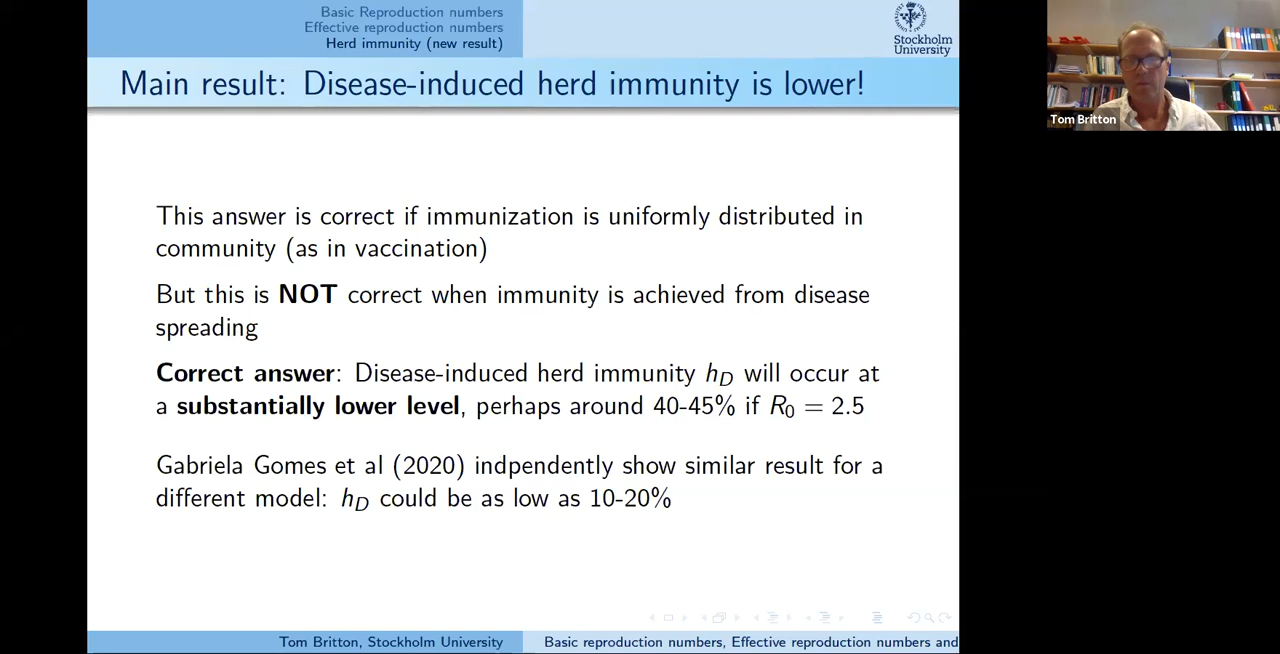 Basic Reproduction numbers
Effective reproduction numbers
Herd immunity (new result)
Stockholm
University
Main result: Disease-induced herd immunity is lower!
This answer is correct if immunization is uniformly distributed in
community (as in vaccination)
But this is NOT correct when immunity is achieved from disease
spreading
Correct answer: Disease-induced herd immunity hD will occur at
a substantially lower level, perhaps around 40-45% if R0 = 2.5
Gabriela Gomes et al (2020) indpendently show similar result for a
different model: hD could be as low as 10-20%
Tom Britton, Stockholm University
Basic reproduction numbers, Effective reproduction numbers and
Tom Britton